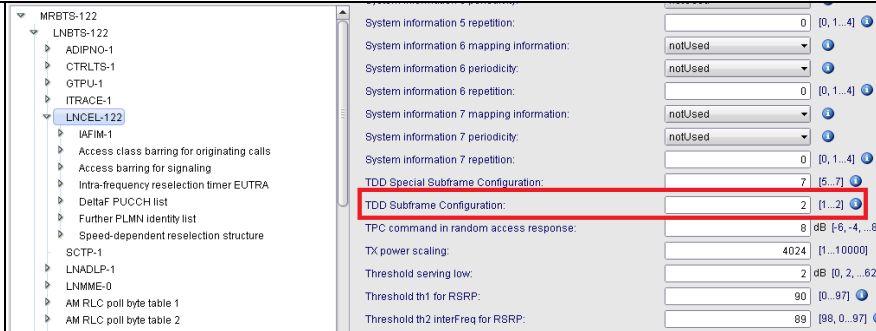 MRBTS-122
LNBTS-122
ADIPNO-1
CTRLTS-1
GTPU-1
ITRACE-1
LNCEL-122
IAFIM-1
Access class barring for originating calls
Access barring for signaling
Intra-frequency reselection timer EUTRA
DeltaF PUCCH list
Further PLMN identity list
Speed-dependent reselection structure
SCTP-1
LNADLP-1
LNMME-0
AM RLC poll byte table 1
AM RLC poll byte table 2
System information 5 repetition: 0 [0, 1...4]
System information 6 mapping information: notUsed
System information 6 periodicity: notUsed
System information 6 repetition: 0 [0, 1...4]
System information 7 mapping information: notUsed
System information 7 periodicity: notUsed
System information 7 repetition: 0 [0, 1...4]
TDD Special Subframe Configuration: 7 [5...7]
TDD Subframe Configuration: 2 [1...2]
TPC command in random access response: 8 dB [-6, -4, ...8
TX power scaling: 4024 [1...10000]
Threshold serving low: 2 dB [0, 2, ...62
Threshold th1 for RSRP: 90 [0...97]
Threshold th2 interFreq for RSRP: 89 [98, 0...97]